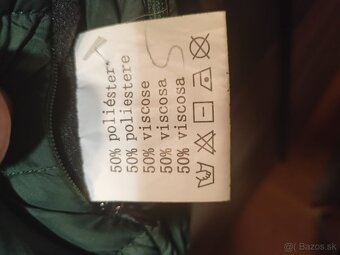 50% poliéster.
50% poliestere
50% viscose
50% viscosa
50% viscosa
S
© Bazos.sk